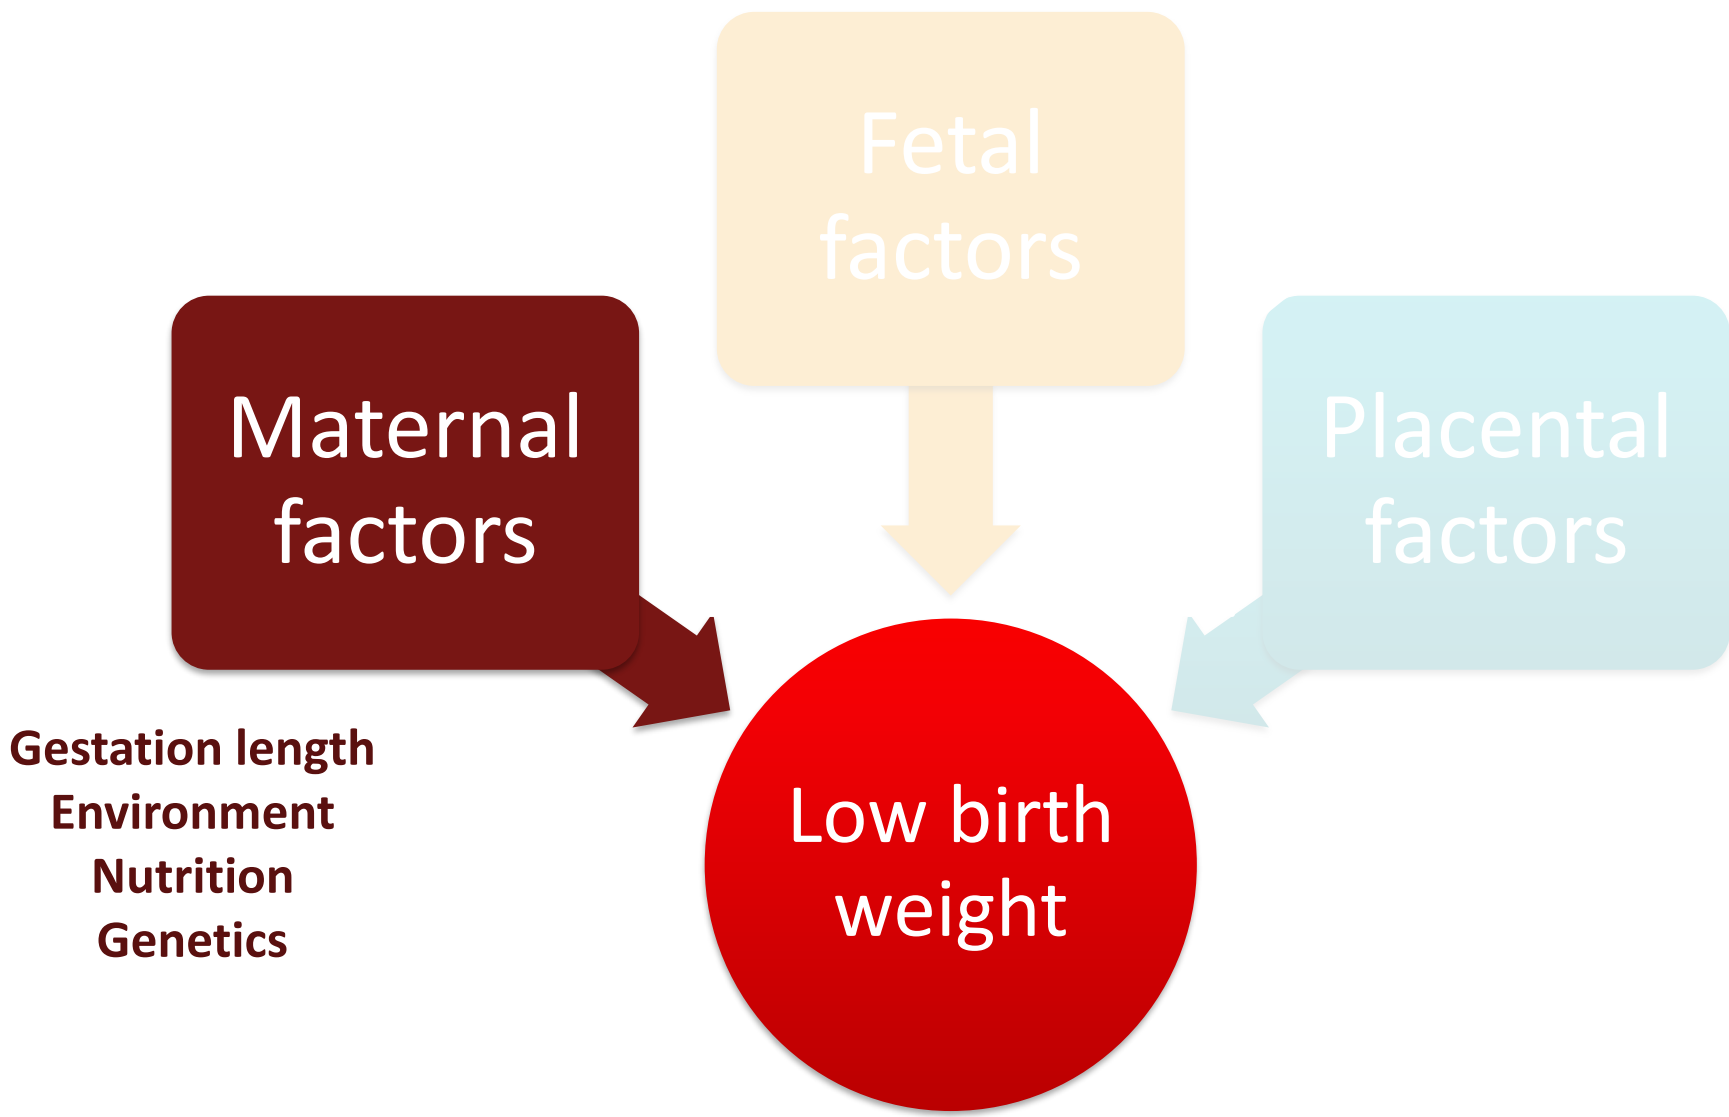 Fetal
factors
Maternal
factors
Placental
factors
Gestation length
Environment
Nutrition
Genetics
Low birth
weight